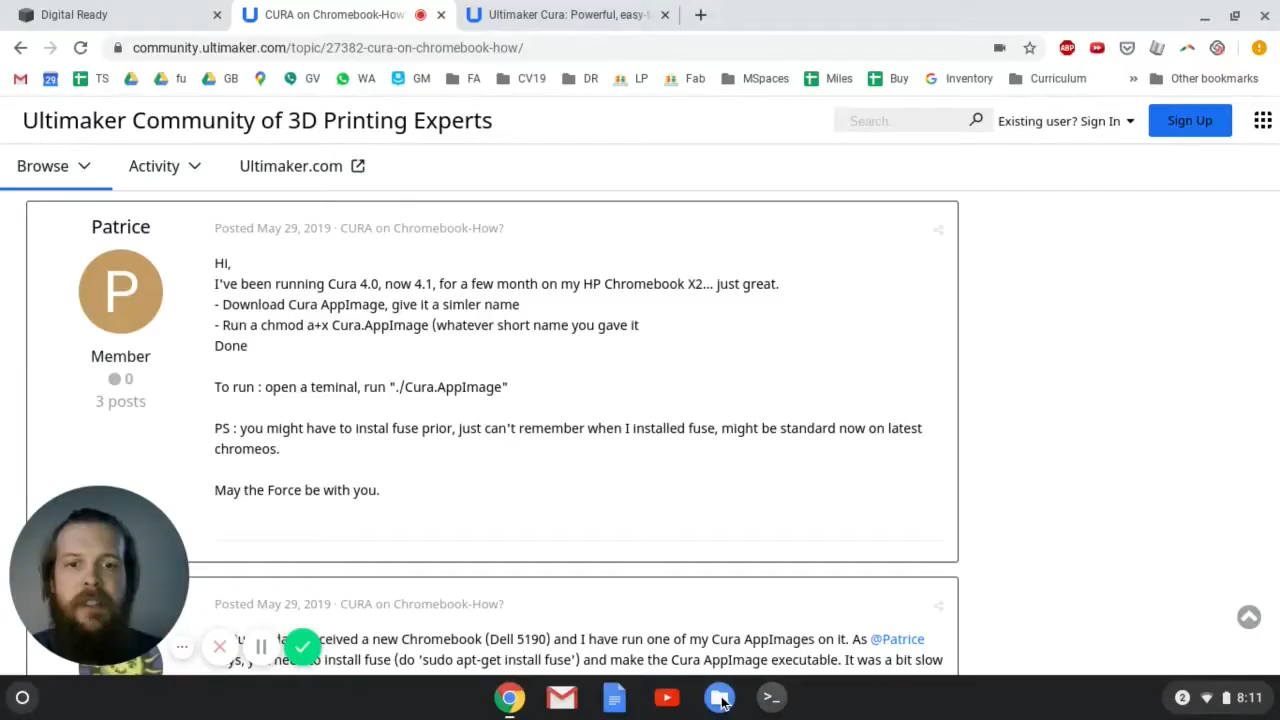 Digital Ready
CURA on Chromebook-How
Ultimaker Cura: Powerful, easy-
community.ultimaker.com/topic/27382-cura-on-chromebook-how/
ABP
29 TS fu GB GV WA GM FA CV19 DR LP Fab MSpaces Miles Buy Inventory Curriculum » Other bookmarks
Ultimaker Community of 3D Printing Experts
Search...
Existing user? Sign In
Sign Up
Browse Activity Ultimaker.com
Patrice
P
Member
0
3 posts
Posted May 29, 2019 · CURA on Chromebook-How?
Hi,
I've been running Cura 4.0, now 4.1, for a few month on my HP Chromebook X2... just great.
- Download Cura AppImage, give it a simler name
- Run a chmod a+x Cura.AppImage (whatever short name you gave it
Done
To run : open a teminal, run "./Cura.AppImage"
PS : you might have to instal fuse prior, just can't remember when I installed fuse, might be standard now on latest
chromeos.
May the Force be with you.
Posted May 29, 2019 · CURA on Chromebook-How?
a new Chromebook (Dell 5190) and I have run one of my Cura AppImages on it. As @Patrice
install fuse (do 'sudo apt-get install fuse') and make the Cura AppImage executable. It was a bit slow
>_
2 8:11